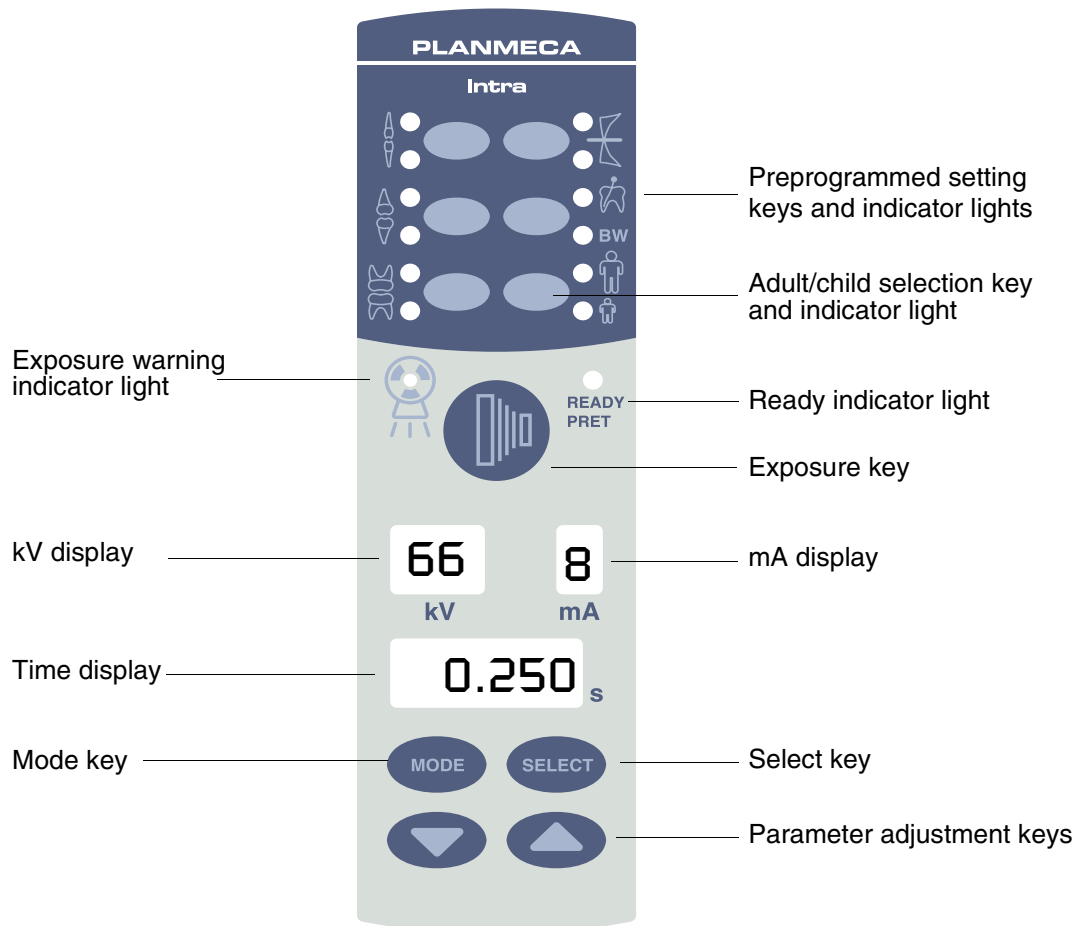 PLANMECA
Intra
Preprogrammed setting
keys and indicator lights
BW
Adult/child selection key
and indicator light
Exposure warning
indicator light
READY
PRET
Ready indicator light
Exposure key
kV display
66
8
mA display
kV
mA
Time display
0.250
s
Mode key
MODE
SELECT
Select key
Parameter adjustment keys